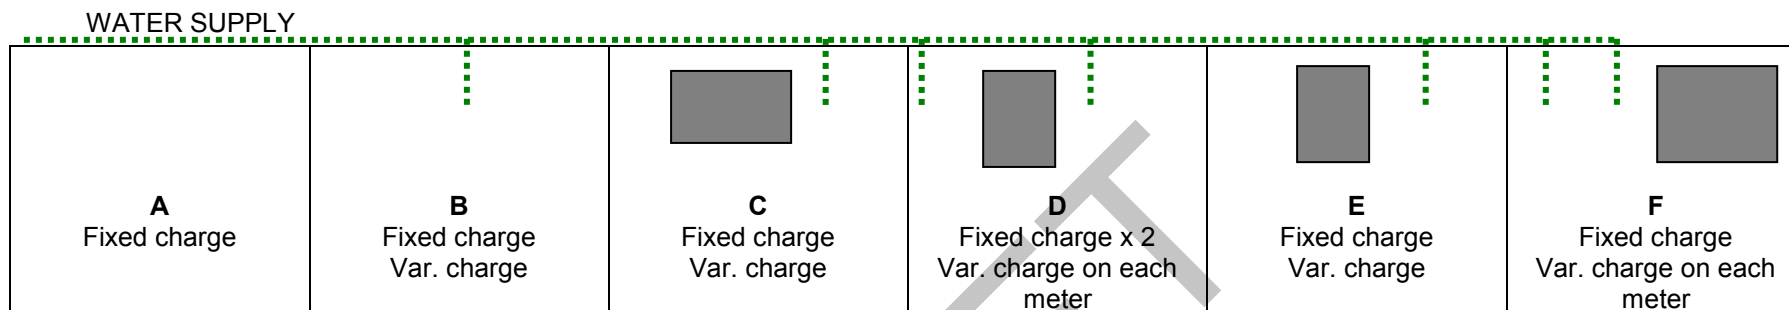 WATER SUPPLY
A
Fixed charge
B
Fixed charge
Var. charge
C
Fixed charge
Var. charge
D
Fixed charge x 2
Var. charge on each
meter
E
Fixed charge
Var. charge
F
Fixed charge
Var. charge on each
meter